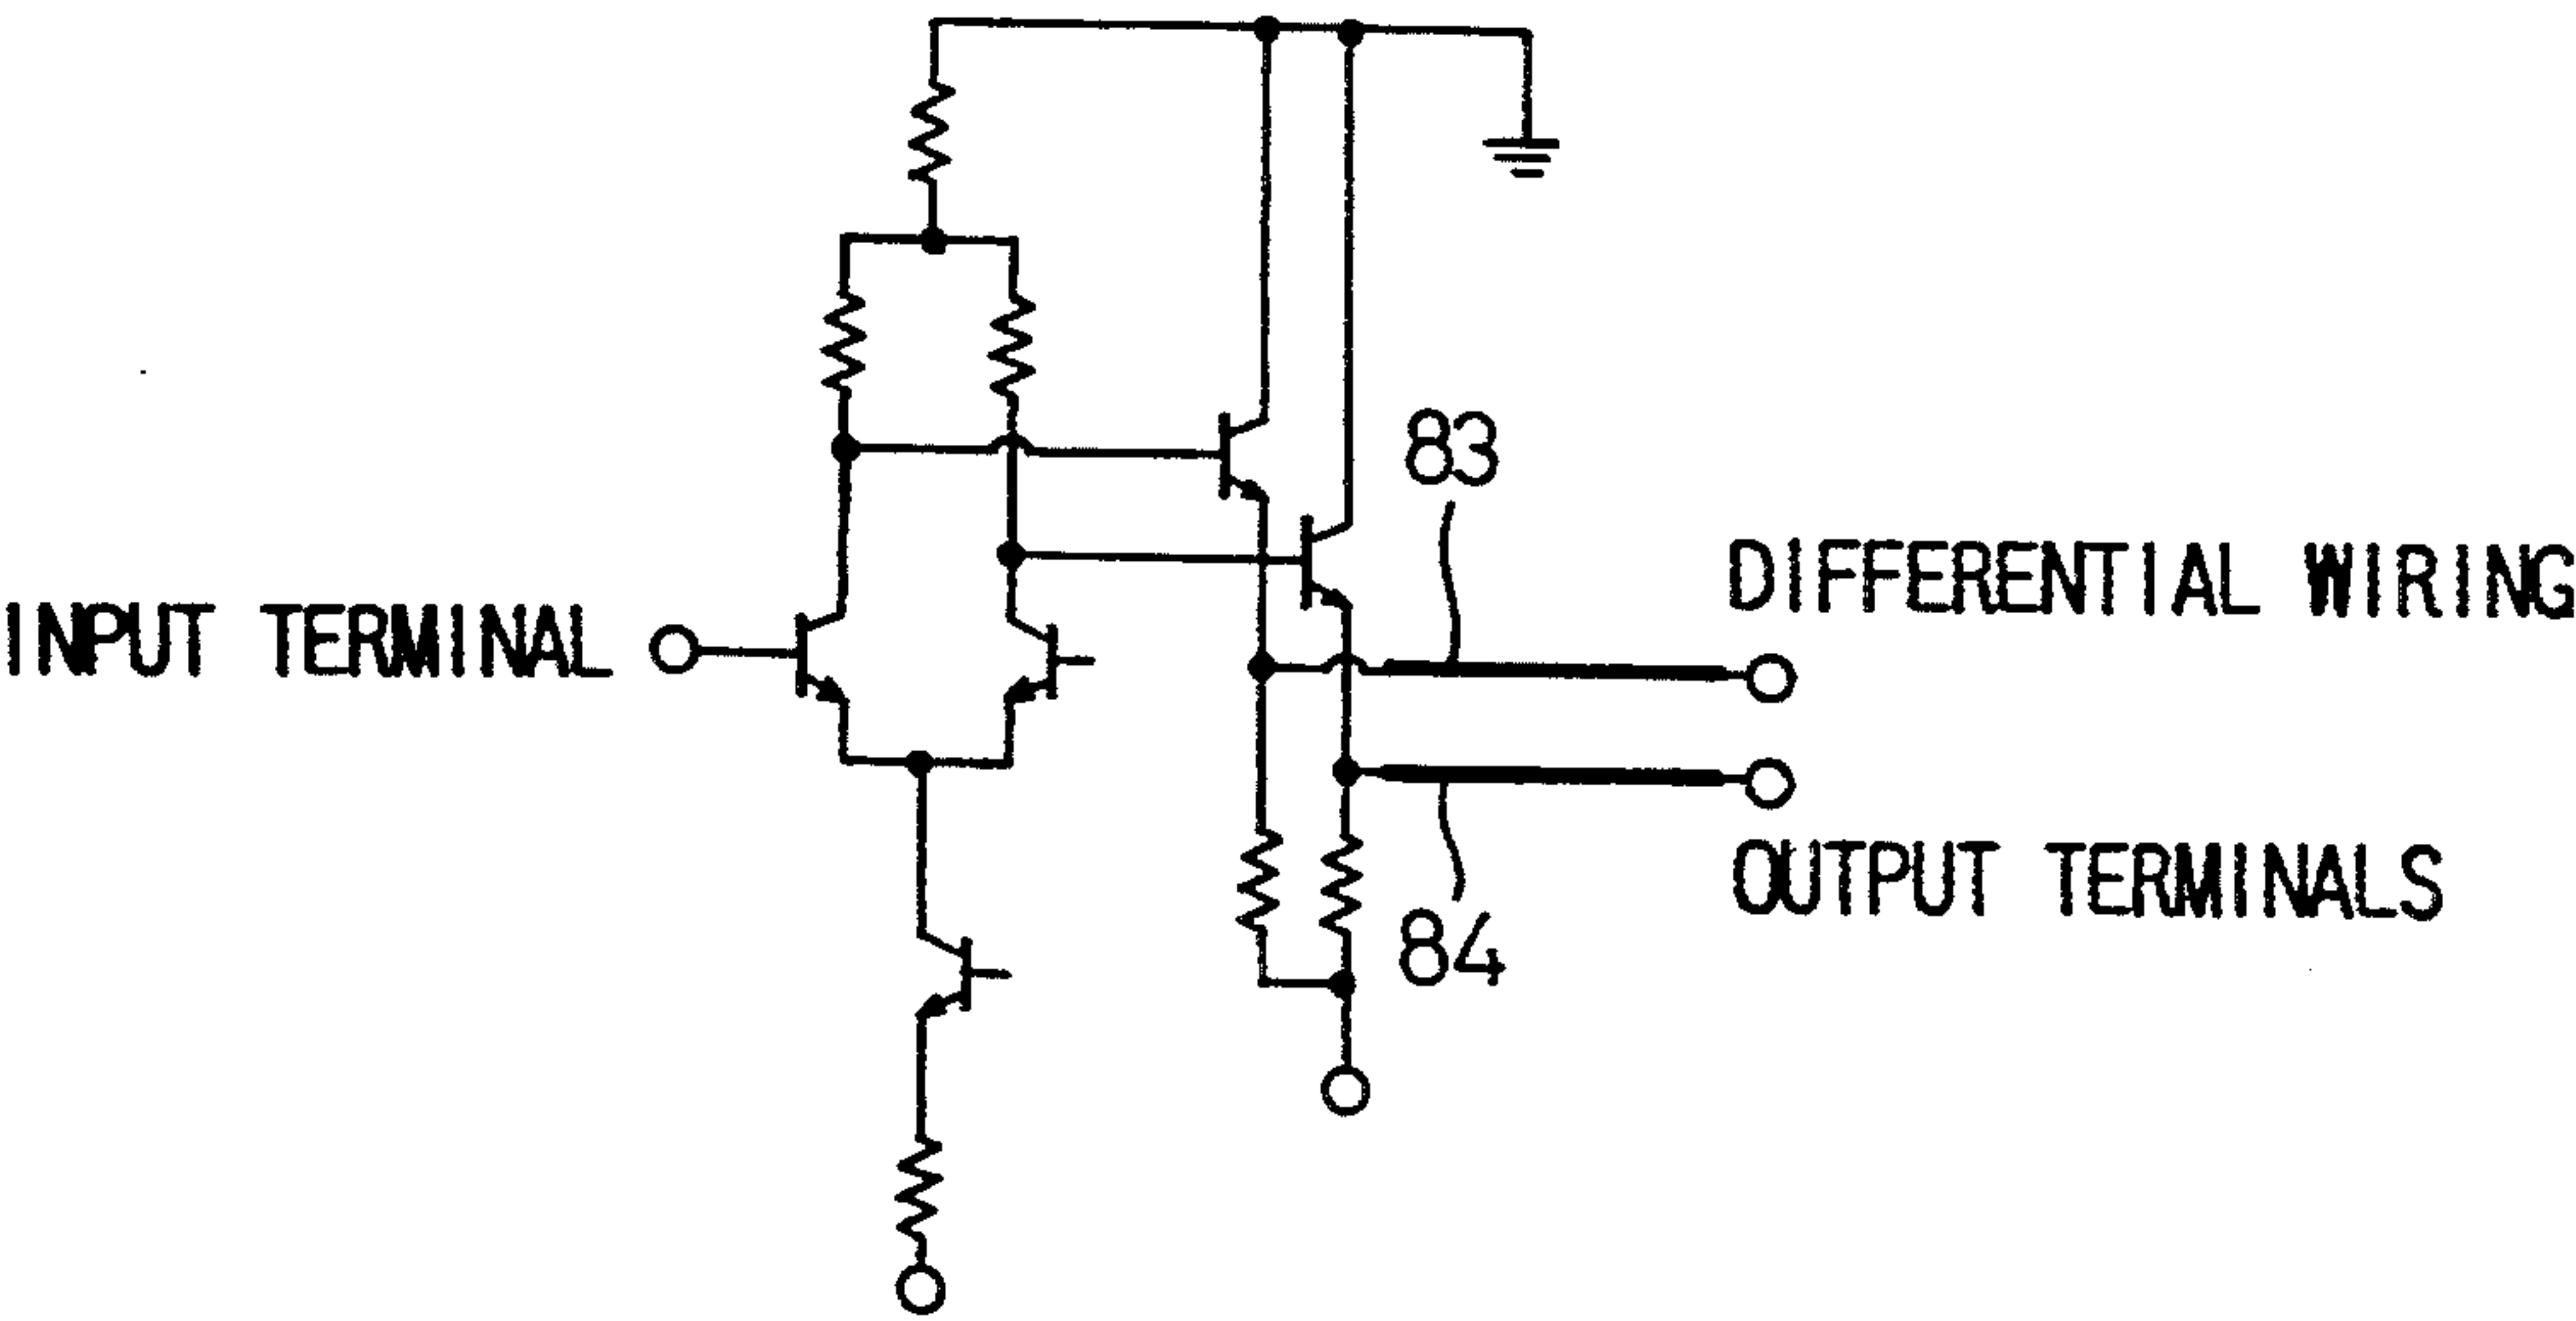 83
DIFFERENTIAL WIRING
INPUT TERMINAL
OUTPUT TERMINALS
84